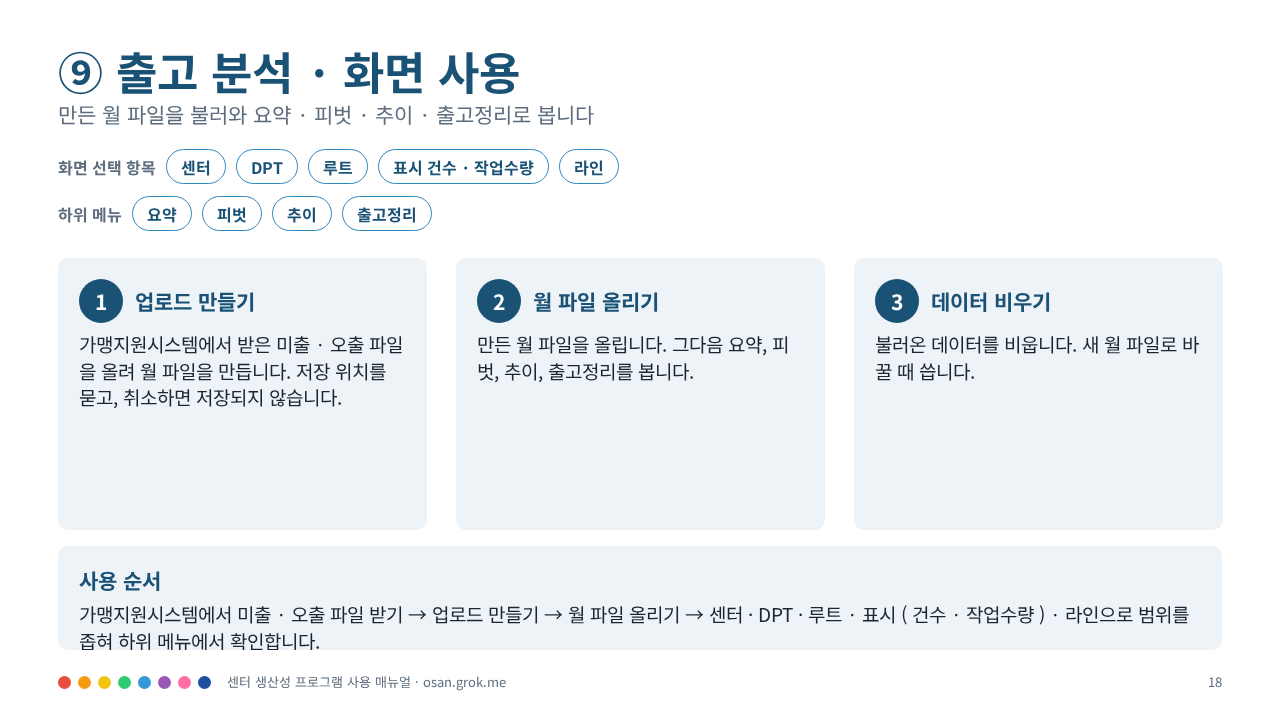 ⑨ 출고 분석 · 화면 사용
만든 월 파일을 불러와 요약 · 피벗 · 추이 · 출고정리로 봅니다
화면 선택 항목 센터 DPT 루트 표시 건수 · 작업수량 라인
하위 메뉴 요약 피벗 추이 출고정리
1 업로드 만들기
가맹지원시스템에서 받은 미출 · 오출 파일
을 올려 월 파일을 만듭니다. 저장 위치를
묻고, 취소하면 저장되지 않습니다.
2 월 파일 올리기
만든 월 파일을 올립니다. 그다음 요약, 피
벗, 추이, 출고정리를 봅니다.
3 데이터 비우기
불러온 데이터를 비웁니다. 새 월 파일로 바
꿀 때 씁니다.
사용 순서
가맹지원시스템에서 미출 · 오출 파일 받기 → 업로드 만들기 → 월 파일 올리기 → 센터 · DPT · 루트 · 표시 ( 건수 · 작업수량 ) · 라인으로 범위를
좁혀 하위 메뉴에서 확인합니다.
센터 생산성 프로그램 사용 매뉴얼 · osan.grok.me
18